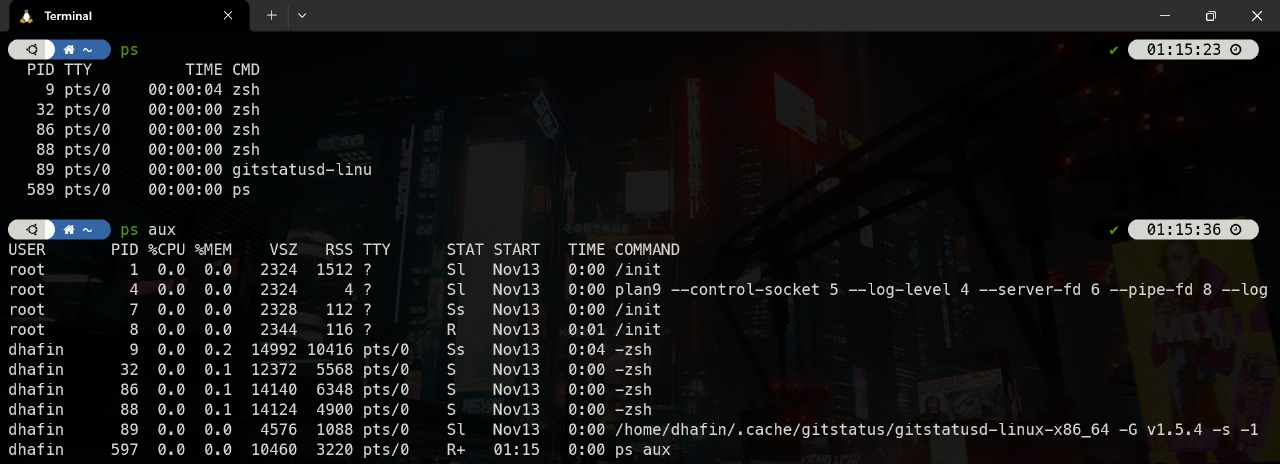 Terminal
~ ps 01:15:23
PID TTY TIME CMD
9 pts/0 00:00:04 zsh
32 pts/0 00:00:00 zsh
86 pts/0 00:00:00 zsh
88 pts/0 00:00:00 zsh
89 pts/0 00:00:00 gitstatusd-linu
589 pts/0 00:00:00 ps
~ ps aux 01:15:36
USER PID %CPU %MEM VSZ RSS TTY STAT START TIME COMMAND
root 1 0.0 0.0 2324 1512 ? Sl Nov13 0:00 /init
root 4 0.0 0.0 2324 4 ? Sl Nov13 0:00 plan9 --control-socket 5 --log-level 4 --server-fd 6 --pipe-fd 8 --log
root 7 0.0 0.0 2328 112 ? Ss Nov13 0:00 /init
root 8 0.0 0.0 2344 116 ? R Nov13 0:01 /init
dhafin 9 0.0 0.2 14992 10416 pts/0 Ss Nov13 0:04 -zsh
dhafin 32 0.0 0.1 12372 5568 pts/0 S Nov13 0:00 -zsh
dhafin 86 0.0 0.1 14140 6348 pts/0 S Nov13 0:00 -zsh
dhafin 88 0.0 0.1 14124 4900 pts/0 S Nov13 0:00 -zsh
dhafin 89 0.0 0.0 4576 1088 pts/0 Sl Nov13 0:00 /home/dhafin/.cache/gitstatus/gitstatusd-linux-x86_64 -G v1.5.4 -s -1
dhafin 597 0.0 0.0 10460 3220 pts/0 R+ 01:15 0:00 ps aux